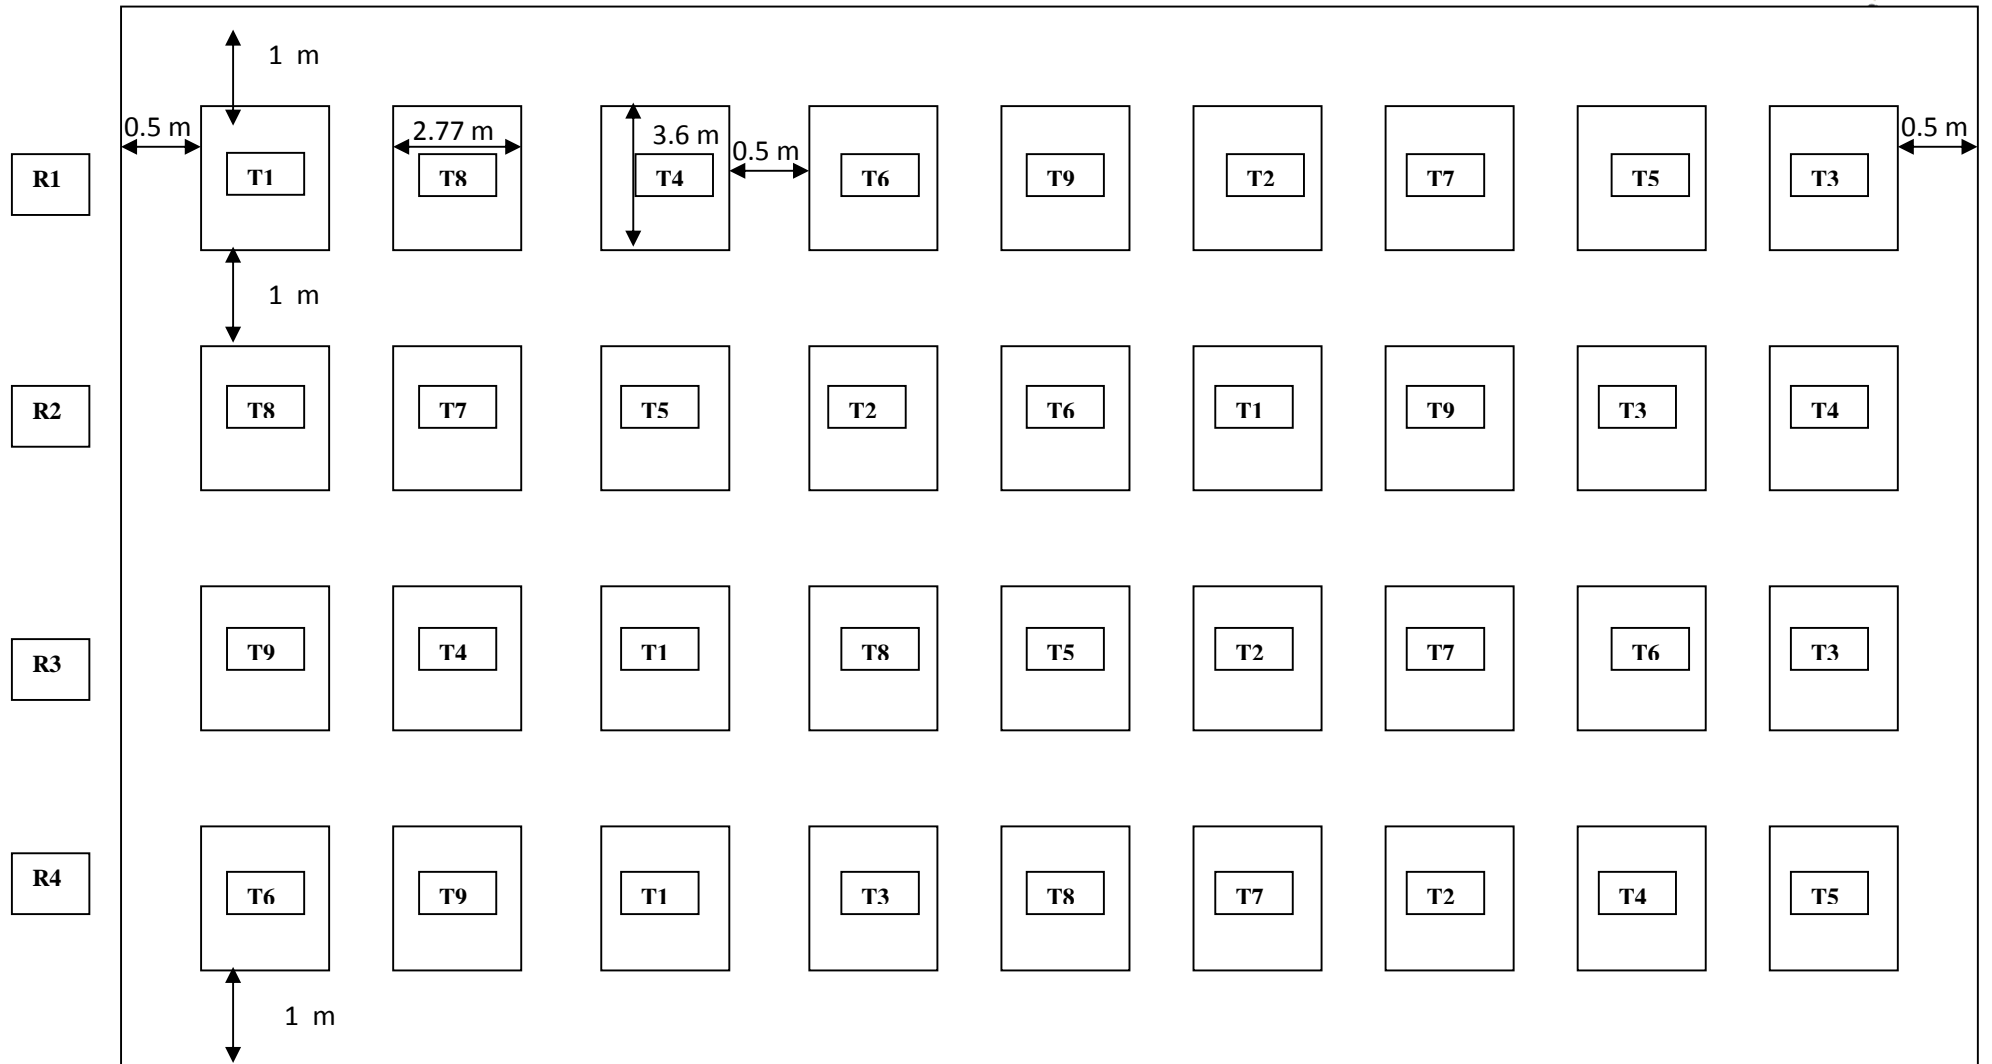 1 m
0.5 m 2.77 m 3.6 m 0.5 m 0.5 m
R1 T1 T8 T4 T6 T9 T2 T7 T5 T3
1 m
R2 T8 T7 T5 T2 T6 T1 T9 T3 T4
R3 T9 T4 T1 T8 T5 T2 T7 T6 T3
R4 T6 T9 T1 T3 T8 T7 T2 T4 T5
1 m